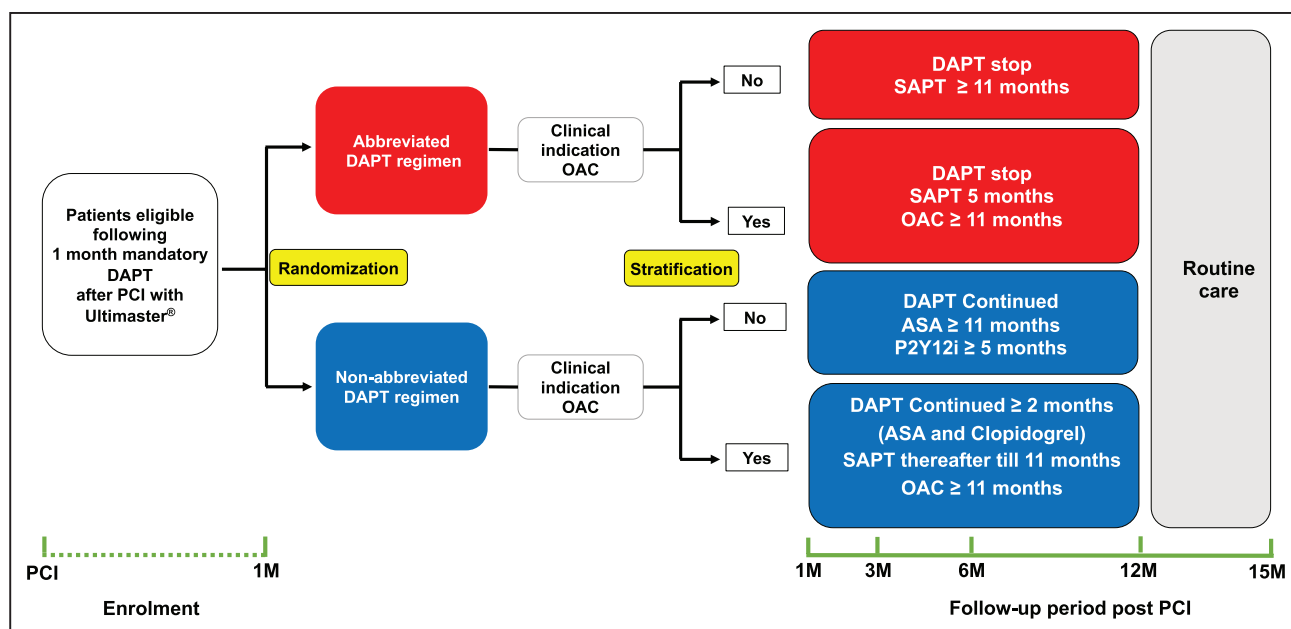 Patients eligible
following
1 month mandatory
DAPT
after PCI with
Ultimaster®
Randomization
Abbreviated
DAPT regimen
Non-abbreviated
DAPT regimen
Clinical
indication
OAC
Clinical
indication
OAC
Stratification
No
Yes
No
Yes
DAPT stop
SAPT ≥ 11 months
DAPT stop
SAPT 5 months
OAC ≥ 11 months
DAPT Continued
ASA ≥ 11 months
P2Y12i ≥ 5 months
DAPT Continued ≥ 2 months
(ASA and Clopidogrel)
SAPT thereafter till 11 months
OAC ≥ 11 months
Routine
care
PCI
1M
Enrolment
1M
3M
6M
12M
15M
Follow-up period post PCI